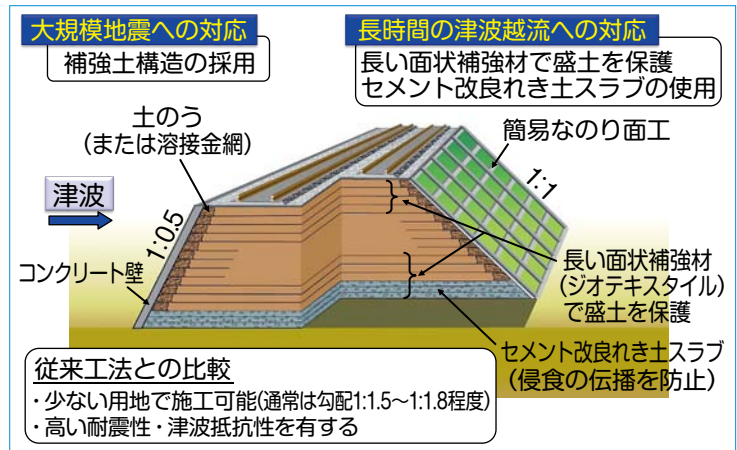 大規模地震への対応
補強土構造の採用
長時間の津波越流への対応
長い面状補強材で盛土を保護
セメント改良れき土スラブの使用
土のう
(または溶接金網)
簡易なのり面工
津波
1:0.5
1:1
コンクリート壁
長い面状補強材
(ジオテキスタイル)
で盛土を保護
セメント改良れき土スラブ
(侵食の伝播を防止)
従来工法との比較
・少ない用地で施工可能(通常は勾配1:1.5～1:1.8程度)
・高い耐震性・津波抵抗性を有する